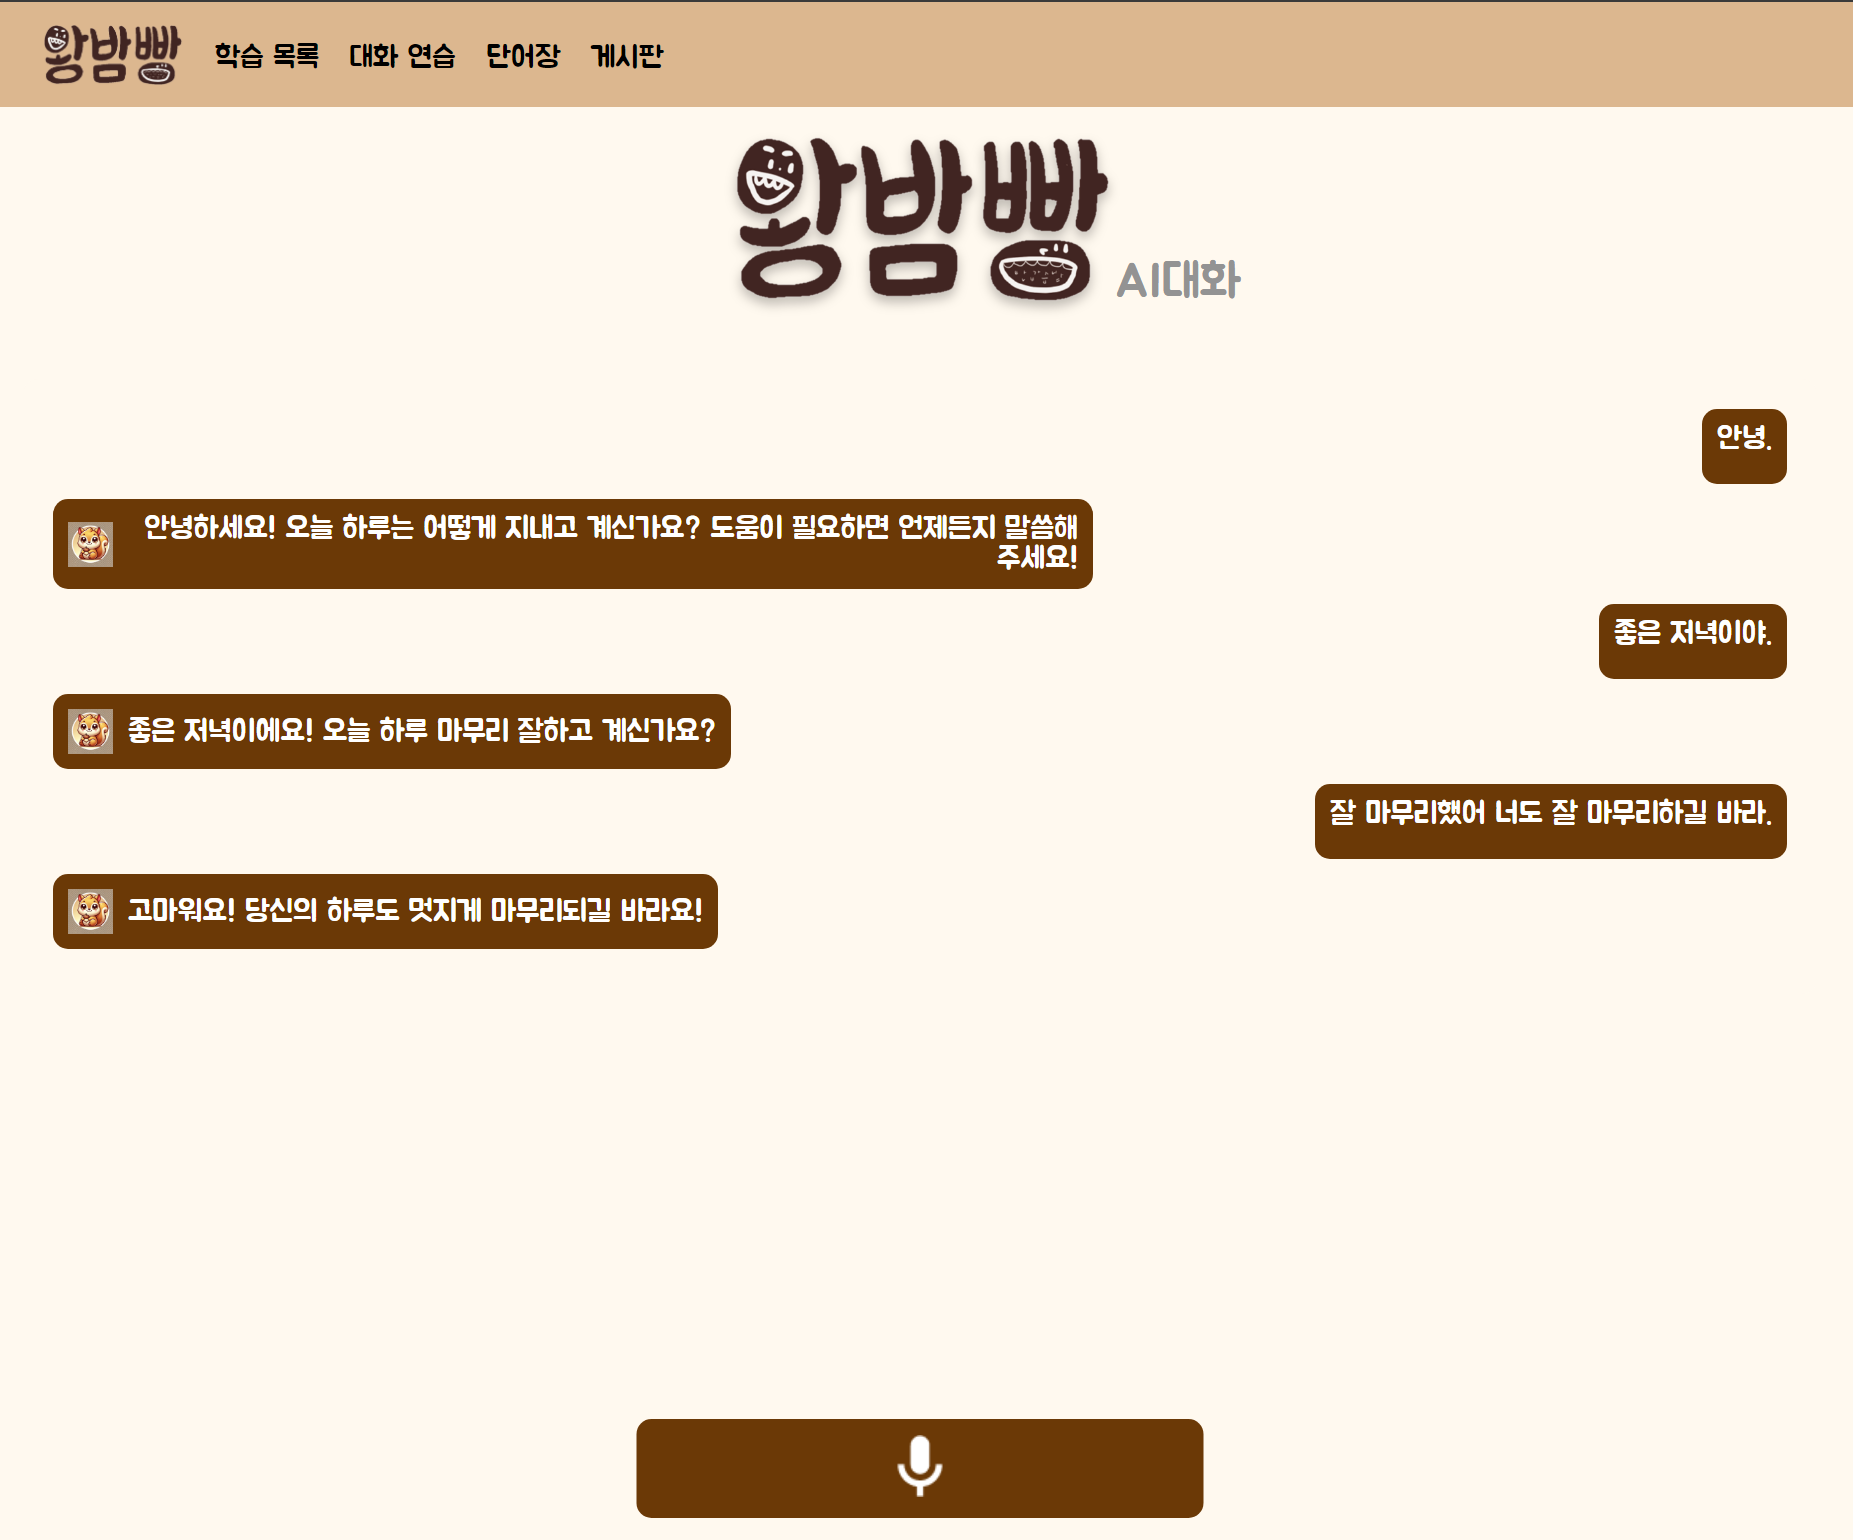 왕밤빵 학습 목록 대화 연습 단어장 게시판
왕밤빵 AI대화
안녕.
안녕하세요! 오늘 하루는 어떻게 지내고 계신가요? 도움이 필요하면 언제든지 말씀해
주세요!
좋은 저녁이야.
좋은 저녁이에요! 오늘 하루 마무리 잘하고 계신가요?
잘 마무리했어 너도 잘 마무리하길 바라.
고마워요! 당신의 하루도 멋지게 마무리되길 바라요!